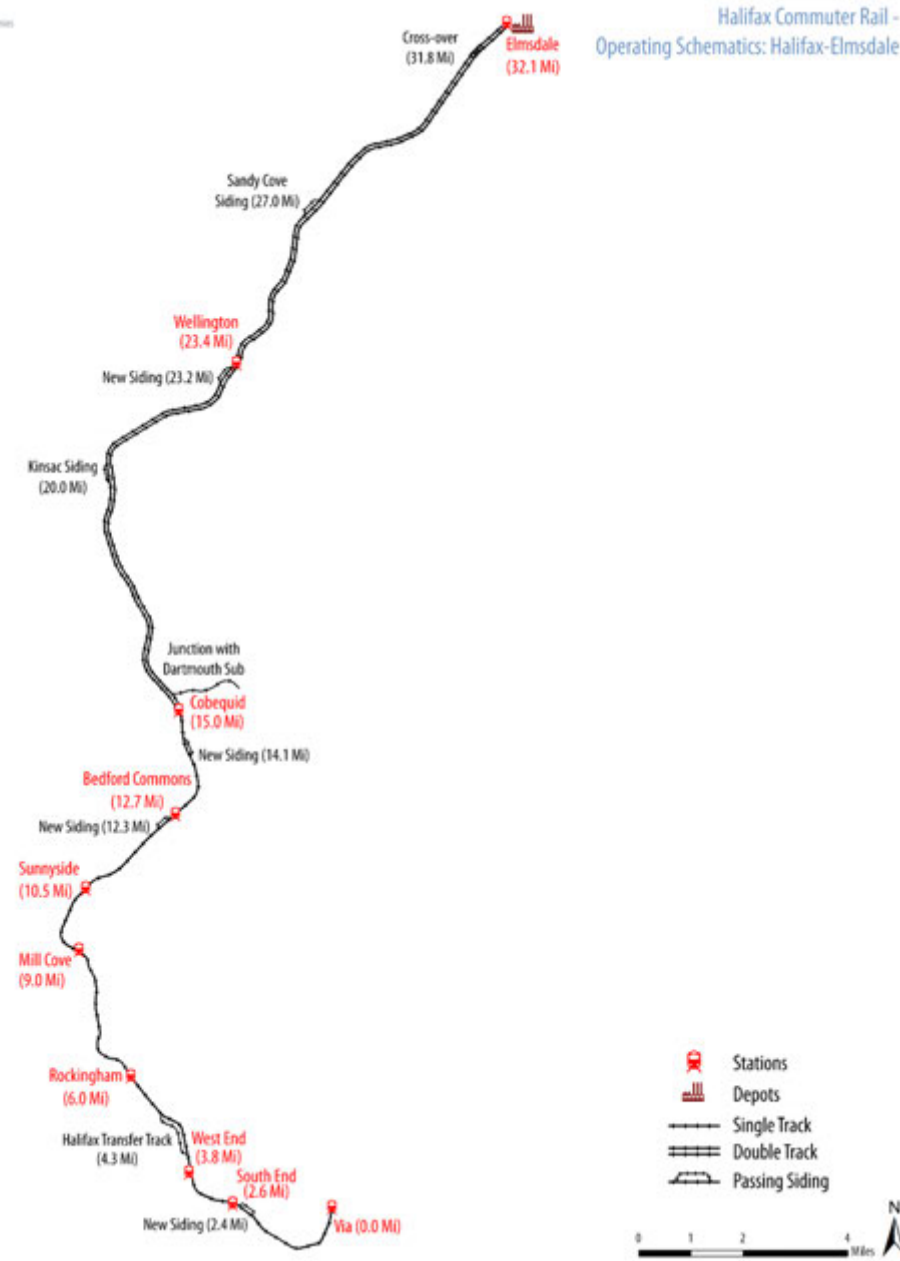 Halifax Commuter Rail -
Operating Schematics: Halifax-Elmsdale
Cross-over
(31.8 Mi)
Elmsdale
(32.1 Mi)
Sandy Cove
Siding (27.0 Mi)
Wellington
(23.4 Mi)
New Siding (23.2 Mi)
Kinsac Siding
(20.0 Mi)
Junction with
Dartmouth Sub
Cobequid
(15.0 Mi)
New Siding (14.1 Mi)
Bedford Commons
(12.7 Mi)
New Siding (12.3 Mi)
Sunnyside
(10.5 Mi)
Mill Cove
(9.0 Mi)
Rockingham
(6.0 Mi)
Halifax Transfer Track
(4.3 Mi)
West End
(3.8 Mi)
South End
(2.6 Mi)
New Siding (2.4 Mi)
Via (0.0 Mi)
Stations
Depots
Single Track
Double Track
Passing Siding
N
0 1 2 4
Miles